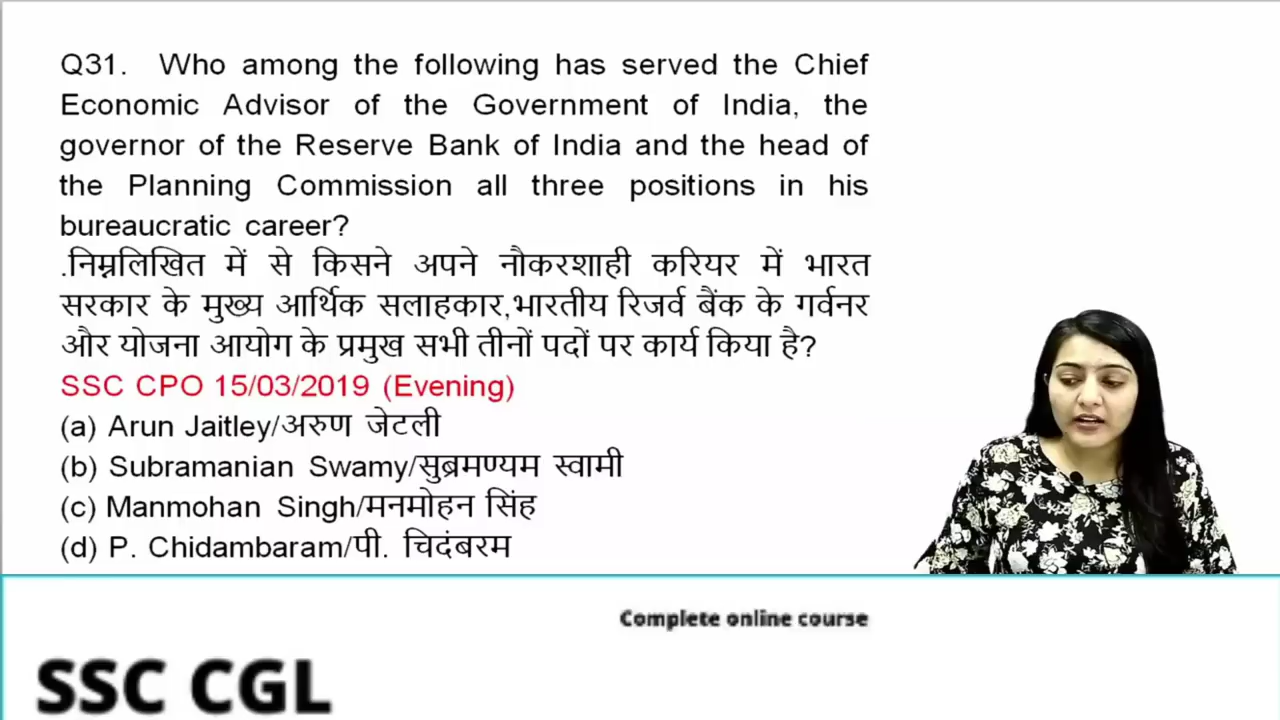 Q31. Who among the following has served the Chief
Economic Advisor of the Government of India, the
governor of the Reserve Bank of India and the head of
the Planning Commission all three positions in his
bureaucratic career?
.निम्नलिखित में से किसने अपने नौकरशाही करियर में भारत
सरकार के मुख्य आर्थिक सलाहकार,भारतीय रिजर्व बैंक के गर्वनर
और योजना आयोग के प्रमुख सभी तीनों पदों पर कार्य किया है?
SSC CPO 15/03/2019 (Evening)
(a) Arun Jaitley/अरुण जेटली
(b) Subramanian Swamy/सुब्रमण्यम स्वामी
(c) Manmohan Singh/मनमोहन सिंह
(d) P. Chidambaram/पी. चिदंबरम
Complete online course
SSC CGL